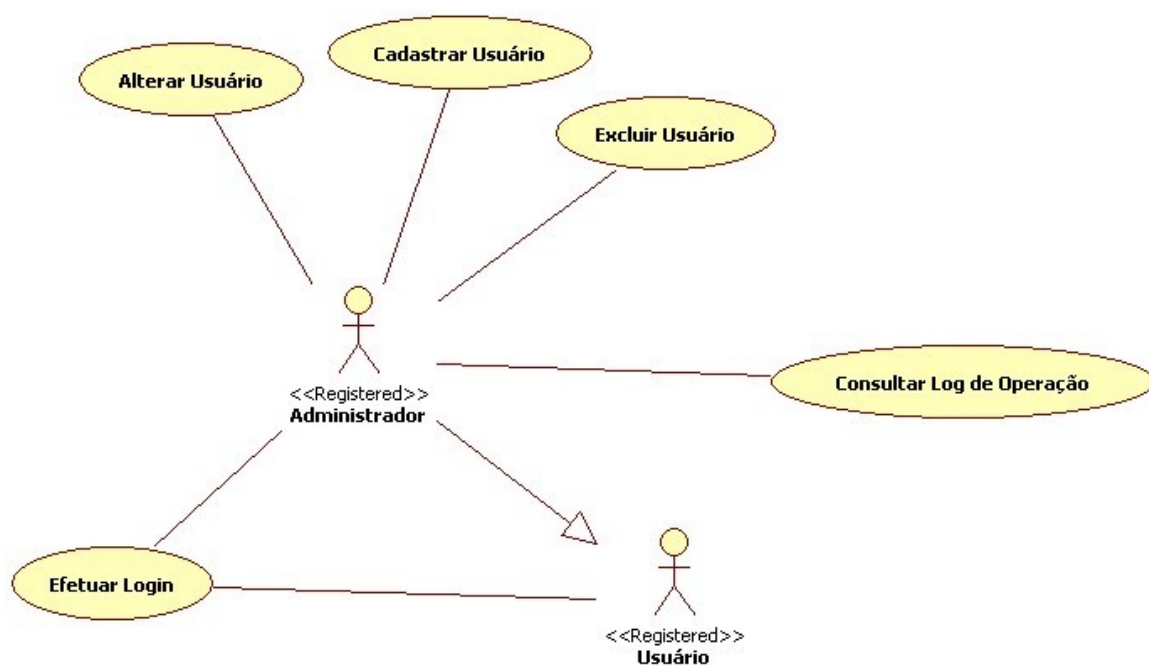 Cadastrar Usuário
Alterar Usuário
Excluir Usuário
Consultar Log de Operação
<<Registered>>
Administrador
Efetuar Login
<<Registered>>
Usuário